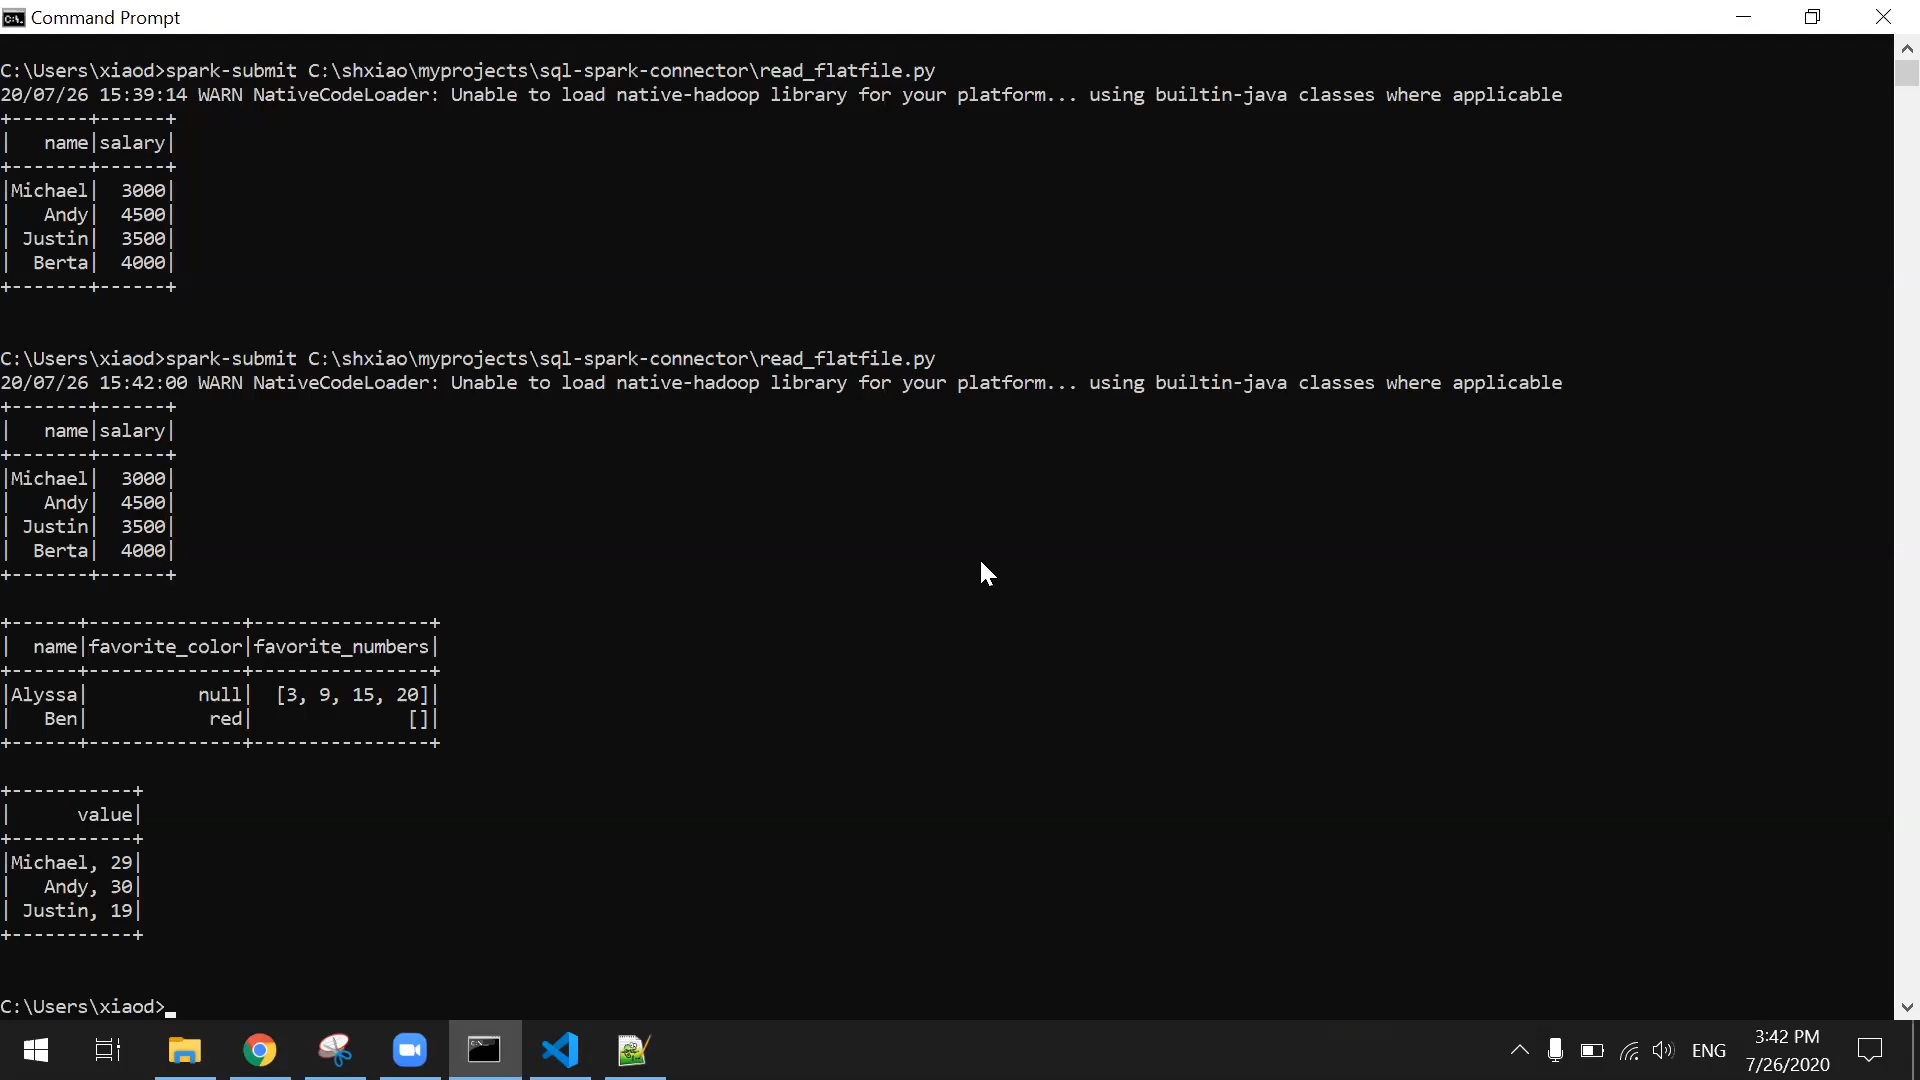 Command Prompt
C:\Users\xiaod>spark-submit C:\shxiao\myprojects\sql-spark-connector\read_flatfile.py
20/07/26 15:39:14 WARN NativeCodeLoader: Unable to load native-hadoop library for your platform... using builtin-java classes where applicable
+-------+------+
|   name|salary|
+-------+------+
|Michael|  3000|
|   Andy|  4500|
| Justin|  3500|
|  Berta|  4000|
+-------+------+
C:\Users\xiaod>spark-submit C:\shxiao\myprojects\sql-spark-connector\read_flatfile.py
20/07/26 15:42:00 WARN NativeCodeLoader: Unable to load native-hadoop library for your platform... using builtin-java classes where applicable
+-------+------+
|   name|salary|
+-------+------+
|Michael|  3000|
|   Andy|  4500|
| Justin|  3500|
|  Berta|  4000|
+-------+------+
+------+--------------+----------------+
|  name|favorite_color|favorite_numbers|
+------+--------------+----------------+
|Alyssa|          null|  [3, 9, 15, 20]|
|   Ben|           red|              []|
+------+--------------+----------------+
+-----------+
|      value|
+-----------+
|Michael, 29|
|   Andy, 30|
| Justin, 19|
+-----------+
C:\Users\xiaod>
ENG
3:42 PM
7/26/2020